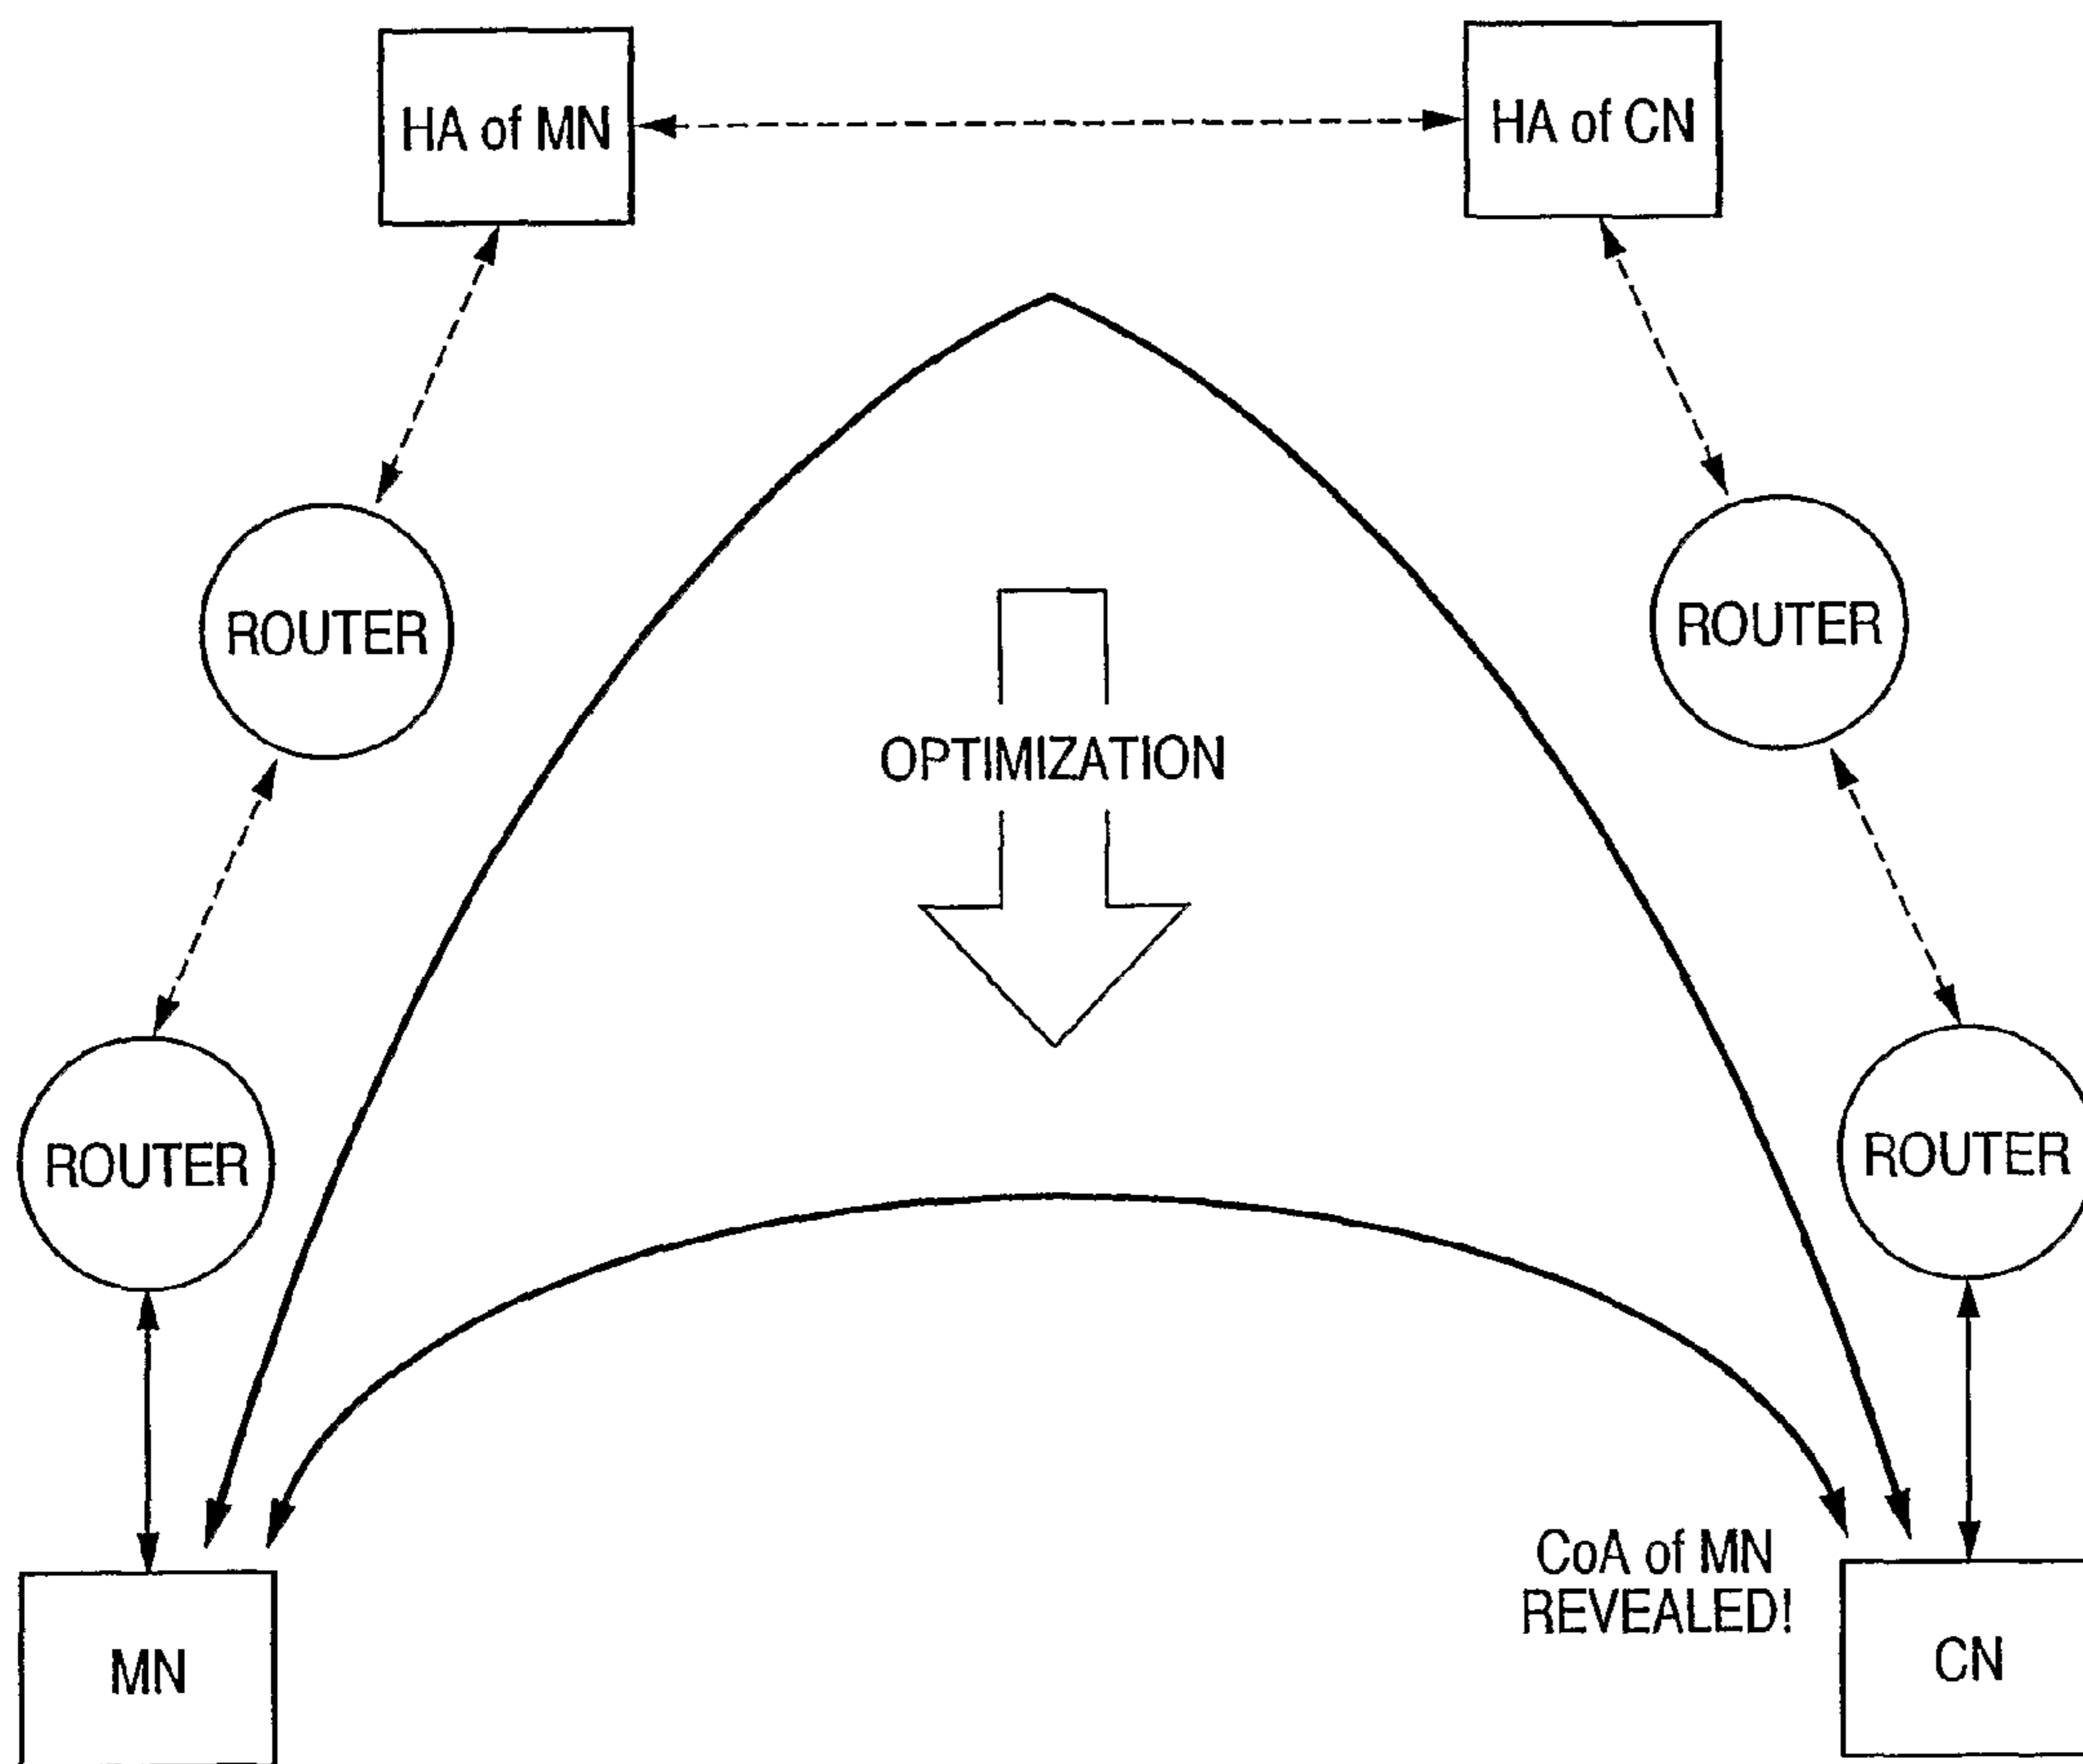 HA of MN
HA of CN
ROUTER
ROUTER
OPTIMIZATION
ROUTER
ROUTER
CoA of MN
REVEALED!
MN
CN